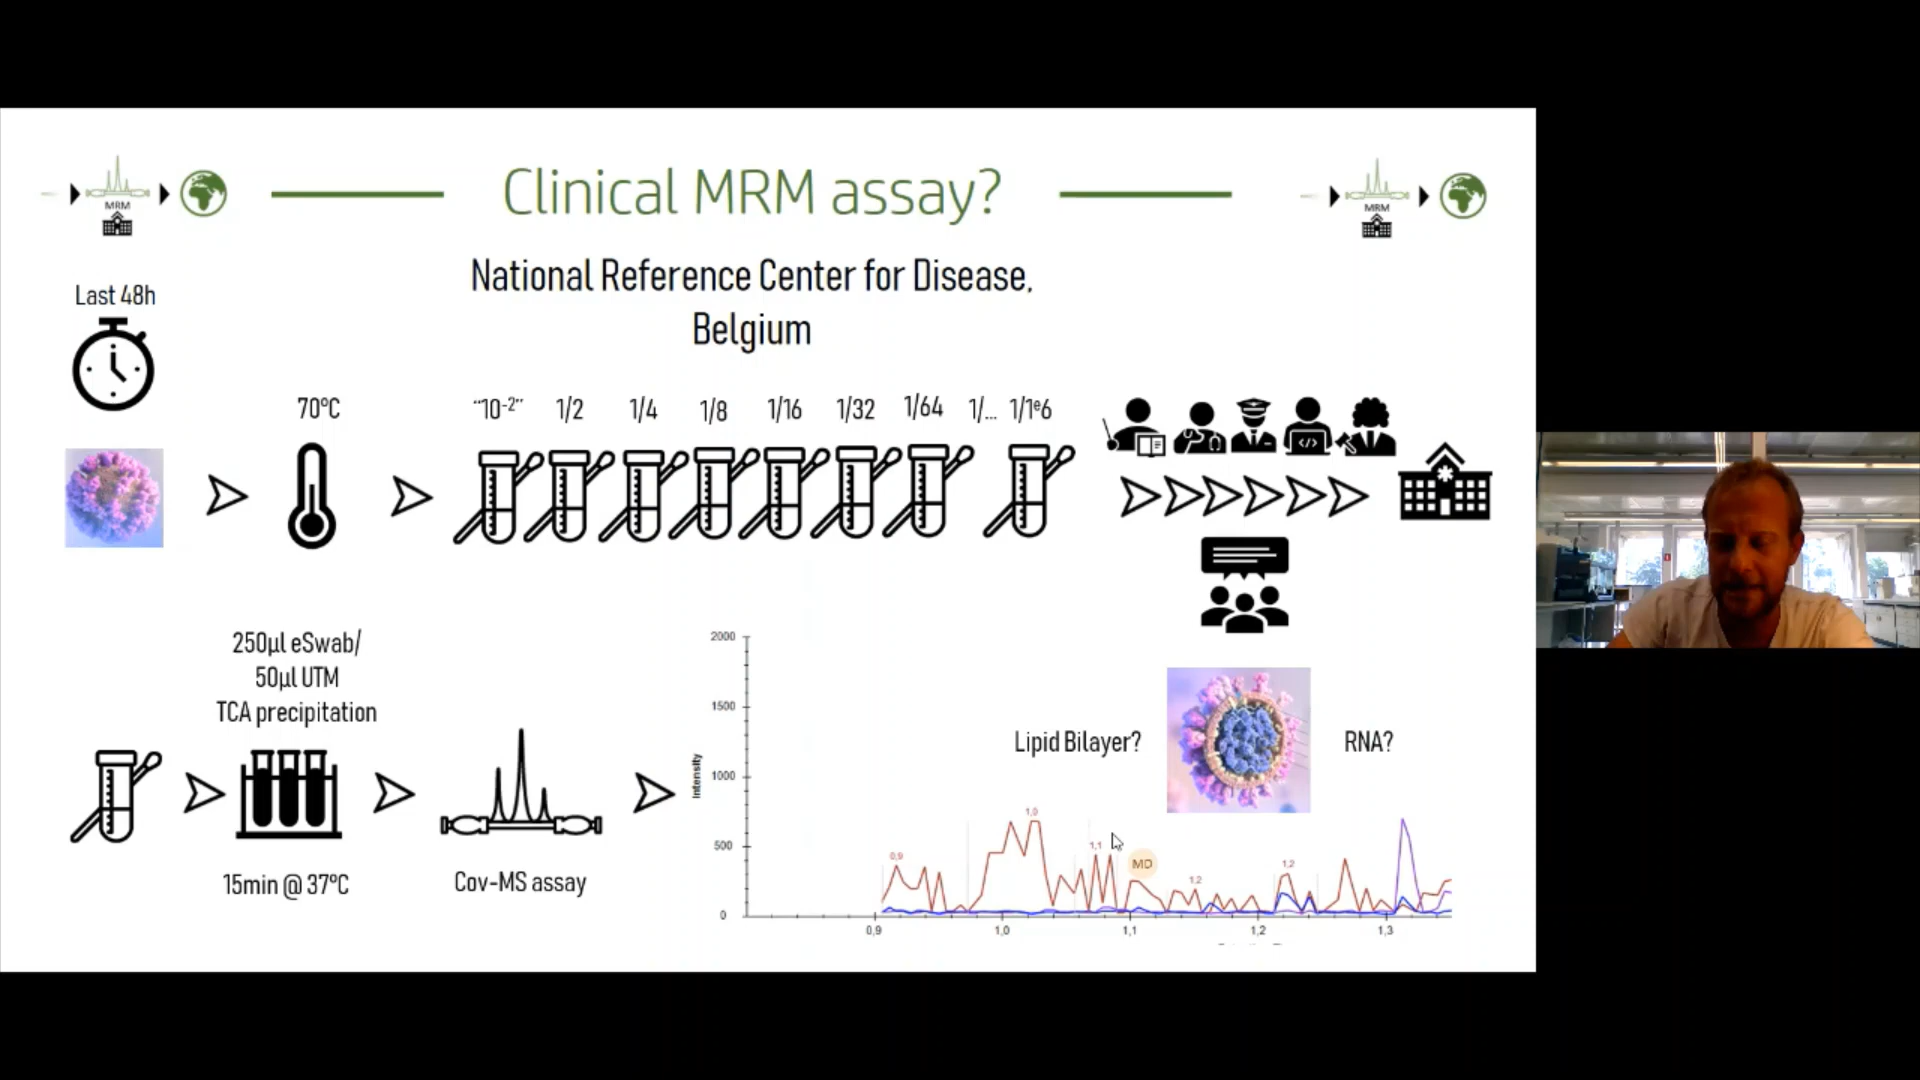 Clinical MRM assay?
MRM
MRM
National Reference Center for Disease,
Belgium
Last 48h
70°C
"10-2" 1/2 1/4 1/8 1/16 1/32 1/64 1/... 1/1e6
</>
250µl eSwab/
50µl UTM
TCA precipitation
15min @ 37°C
Cov-MS assay
Lipid Bilayer?
RNA?
Intensity
2000
1500
1000
500
0
0,9
1,0
1,1
MD
1,2
1,2
0,9 1,0 1,1 1,2 1,3